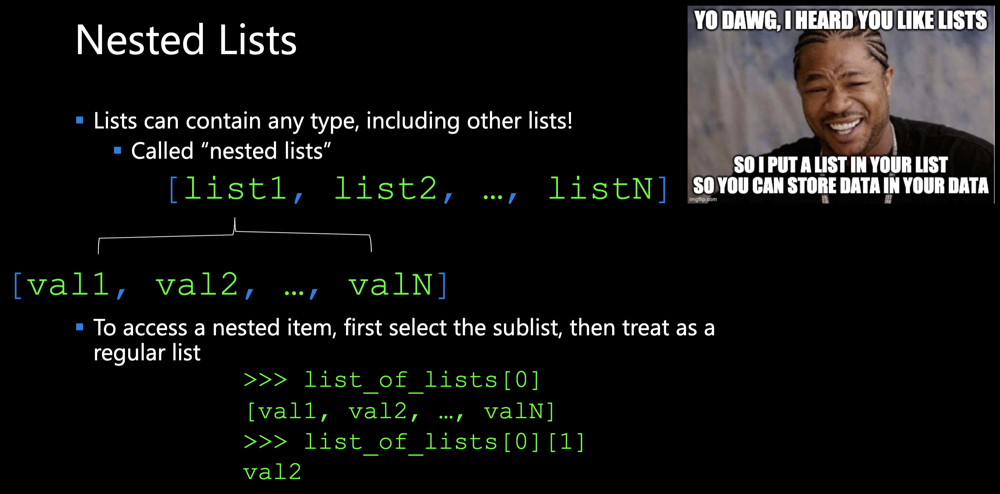 Nested Lists
YO DAWG, I HEARD YOU LIKE LISTS
SO I PUT A LIST IN YOUR LIST
SO YOU CAN STORE DATA IN YOUR DATA
imgflip.com
Lists can contain any type, including other lists!
Called “nested lists”
[list1, list2, …, listN]
[val1, val2, …, valN]
To access a nested item, first select the sublist, then treat as a
regular list
>>> list_of_lists[0]
[val1, val2, …, valN]
>>> list_of_lists[0][1]
val2